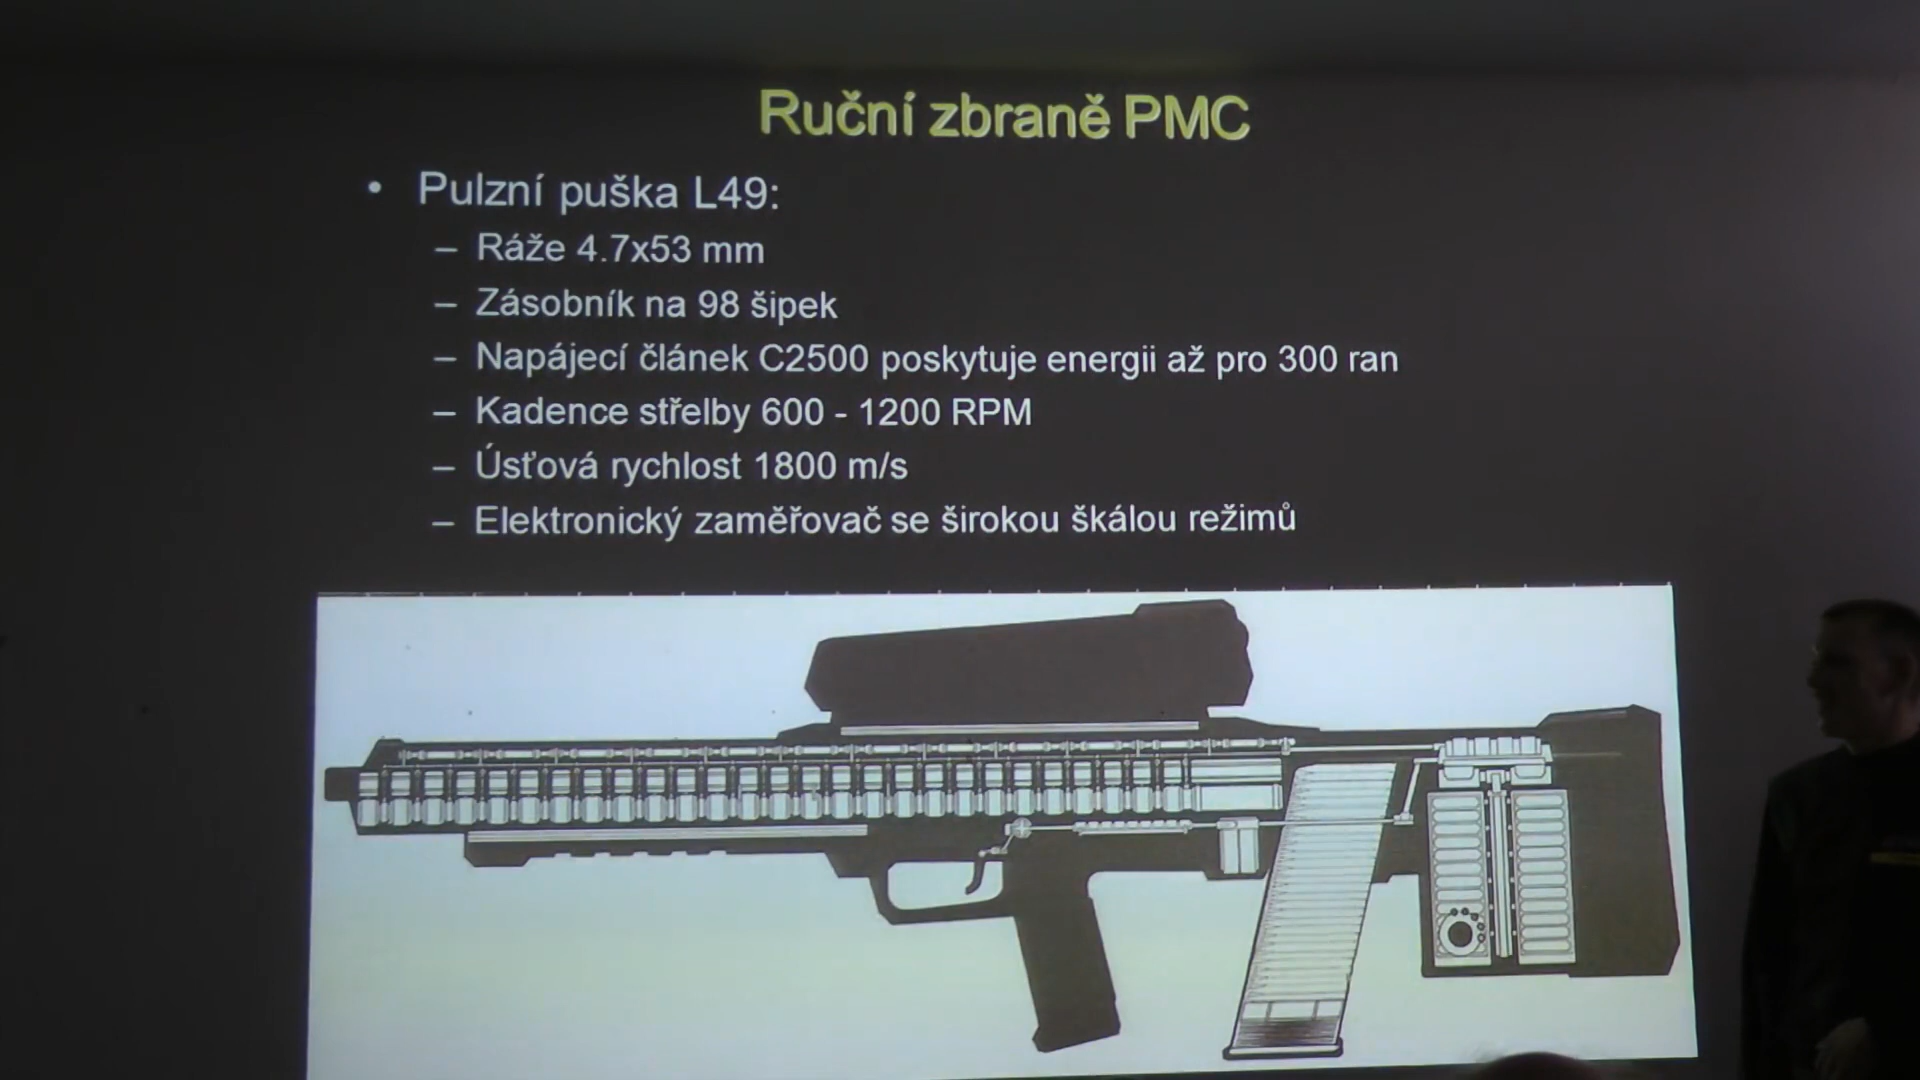 Ruční zbraně PMC
• Pulzní puška L49:
– Ráže 4.7x53 mm
– Zásobník na 98 šipek
– Napájecí článek C2500 poskytuje energii až pro 300 ran
– Kadence střelby 600 - 1200 RPM
– Úsťová rychlost 1800 m/s
– Elektronický zaměřovač se širokou škálou režimů